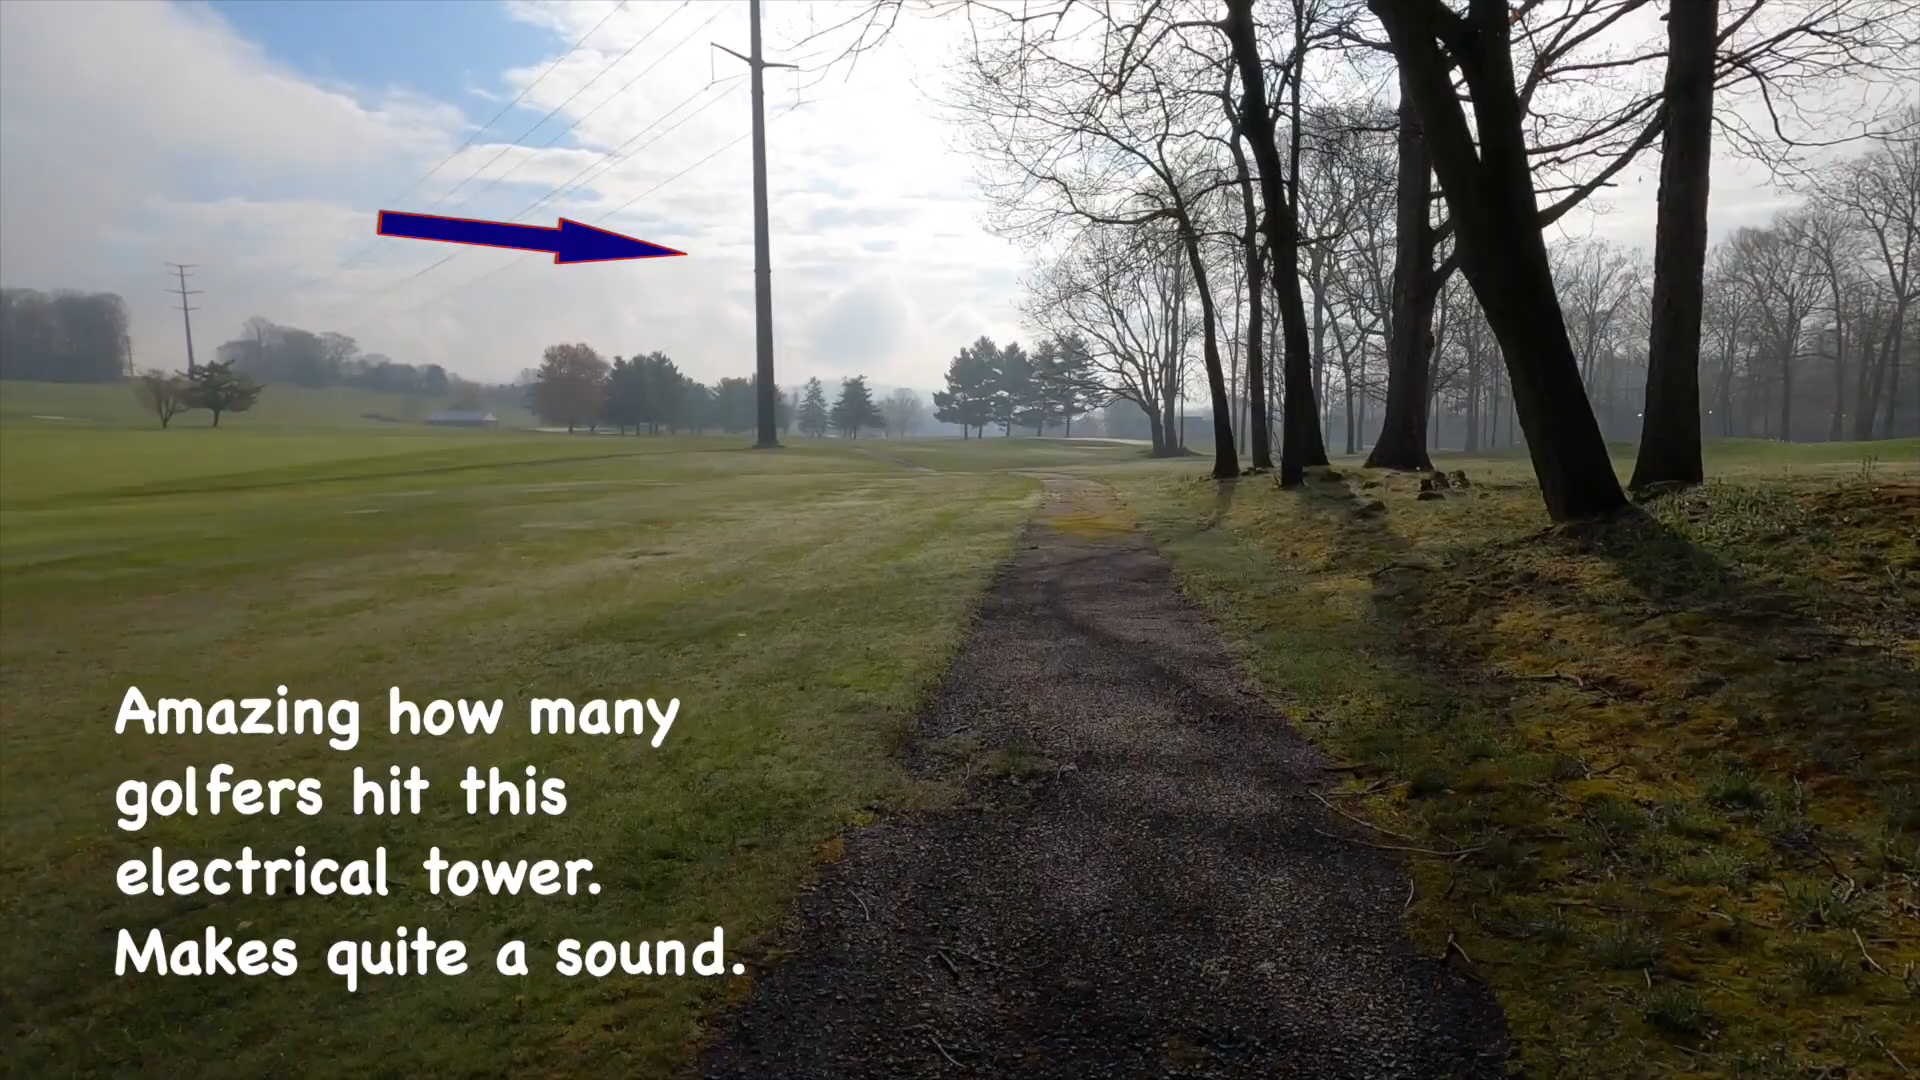 Amazing how many
golfers hit this
electrical tower.
Makes quite a sound.